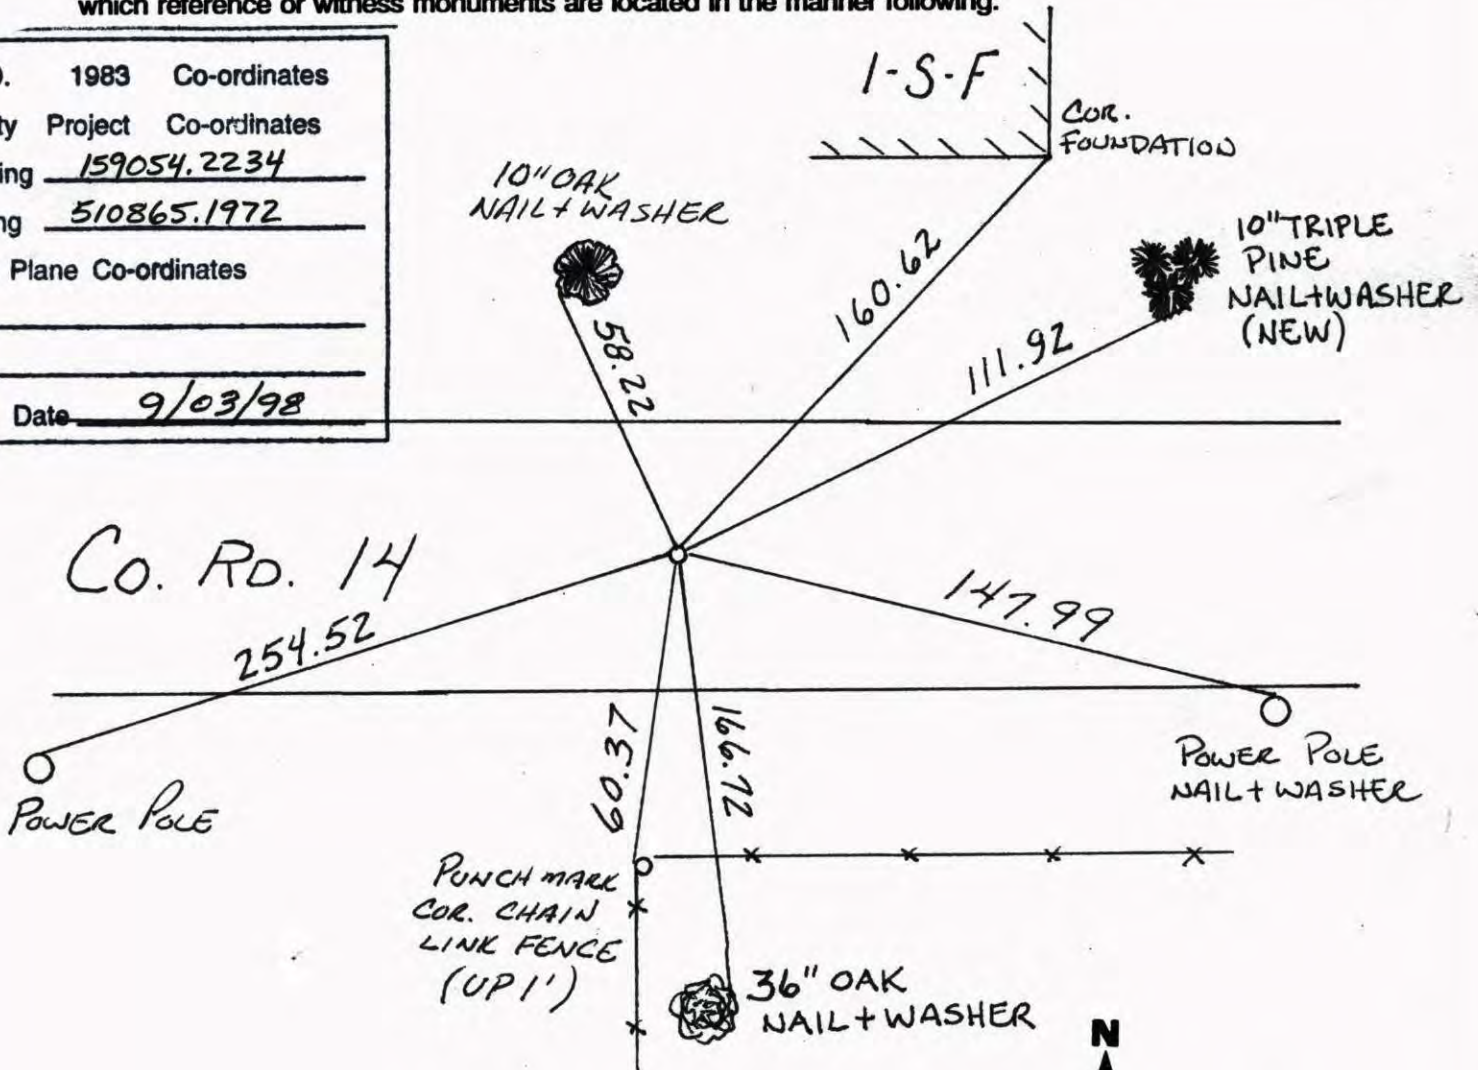 which reference or witness monuments are located in the manner following:
1983 Co-ordinates
Project Co-ordinates
159054.2234
510865.1972
Plane Co-ordinates
Date 9/03/98
1-S-F
COR.
FOUNDATION
10" OAK
NAIL + WASHER
10" TRIPLE
PINE
NAIL+WASHER
(NEW)
58.22
160.62
111.92
Co. RD. 14
254.52
147.99
60.37
166.72
POWER POLE
POWER POLE
NAIL + WASHER
PUNCH MARK
COR. CHAIN
LINK FENCE
(UP 1')
36" OAK
NAIL + WASHER
N